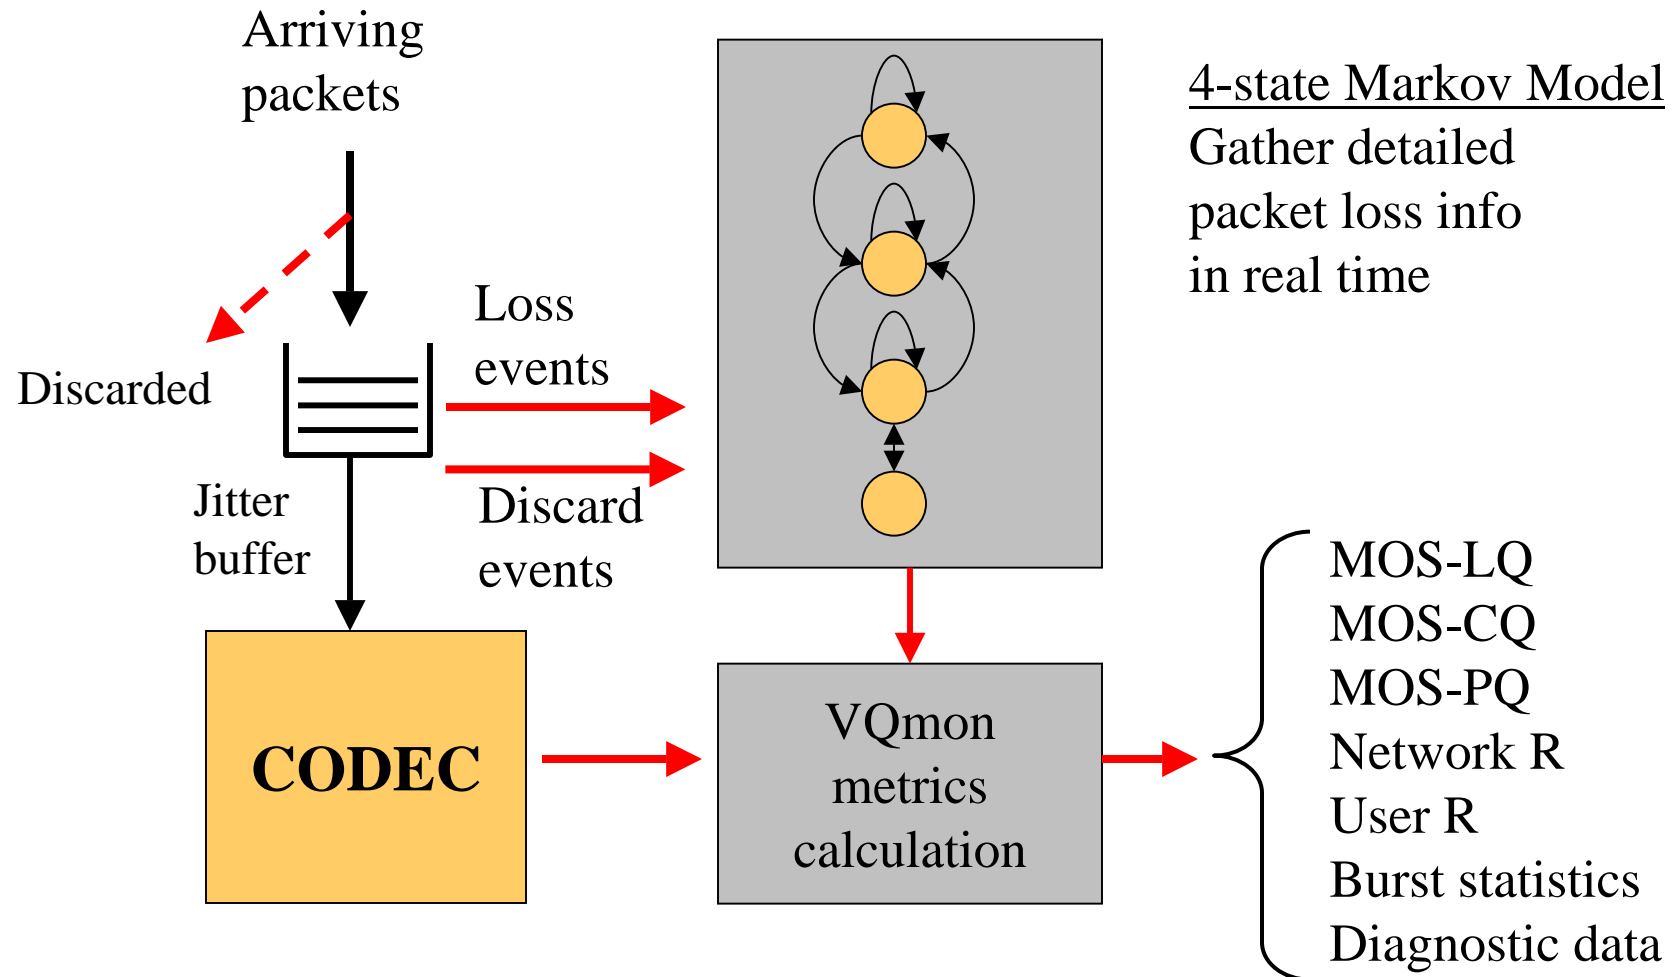 Arriving
packets
4-state Markov Model
Gather detailed
packet loss info
in real time
Loss
events
Discarded
Jitter
buffer
Discard
events
CODEC
VQmon
metrics
calculation
MOS-LQ
MOS-CQ
MOS-PQ
Network R
User R
Burst statistics
Diagnostic data